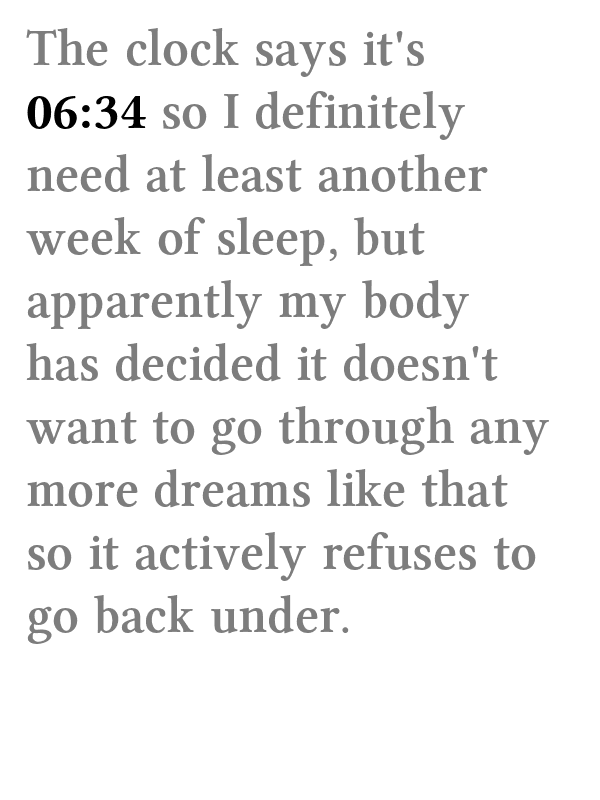 The clock says it's
06:34 so I definitely
need at least another
week of sleep, but
apparently my body
has decided it doesn't
want to go through any
more dreams like that
so it actively refuses to
go back under.